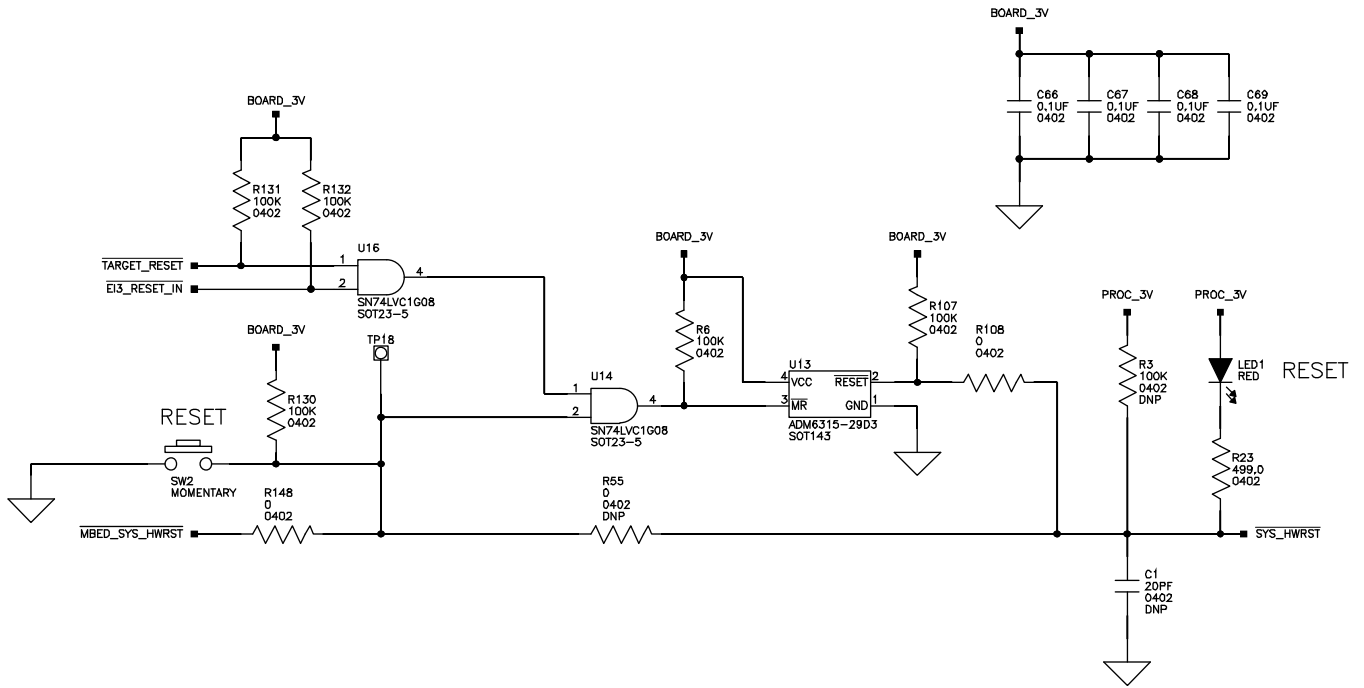 BOARD_3V
C66
0.1UF
0402
C67
0.1UF
0402
C68
0.1UF
0402
C69
0.1UF
0402
BOARD_3V
R131
100K
0402
R132
100K
0402
TARGET_RESET
EI3_RESET_IN
1
2
U16
4
SN74LVC1G08
SOT23-5
BOARD_3V
R130
100K
0402
TP18
RESET
SW2
MOMENTARY
MBED_SYS_HWRST
R148
0
0402
U14
1
2
4
SN74LVC1G08
SOT23-5
BOARD_3V
R6
100K
0402
U13
4
VCC
RESET
2
3
MR
GND
1
ADM6315-29D3
SOT143
BOARD_3V
R107
100K
0402
R108
0
0402
R55
0
0402
DNP
PROC_3V
R3
100K
0402
DNP
PROC_3V
LED1
RED
RESET
R23
499.0
0402
SYS_HWRST
C1
20PF
0402
DNP